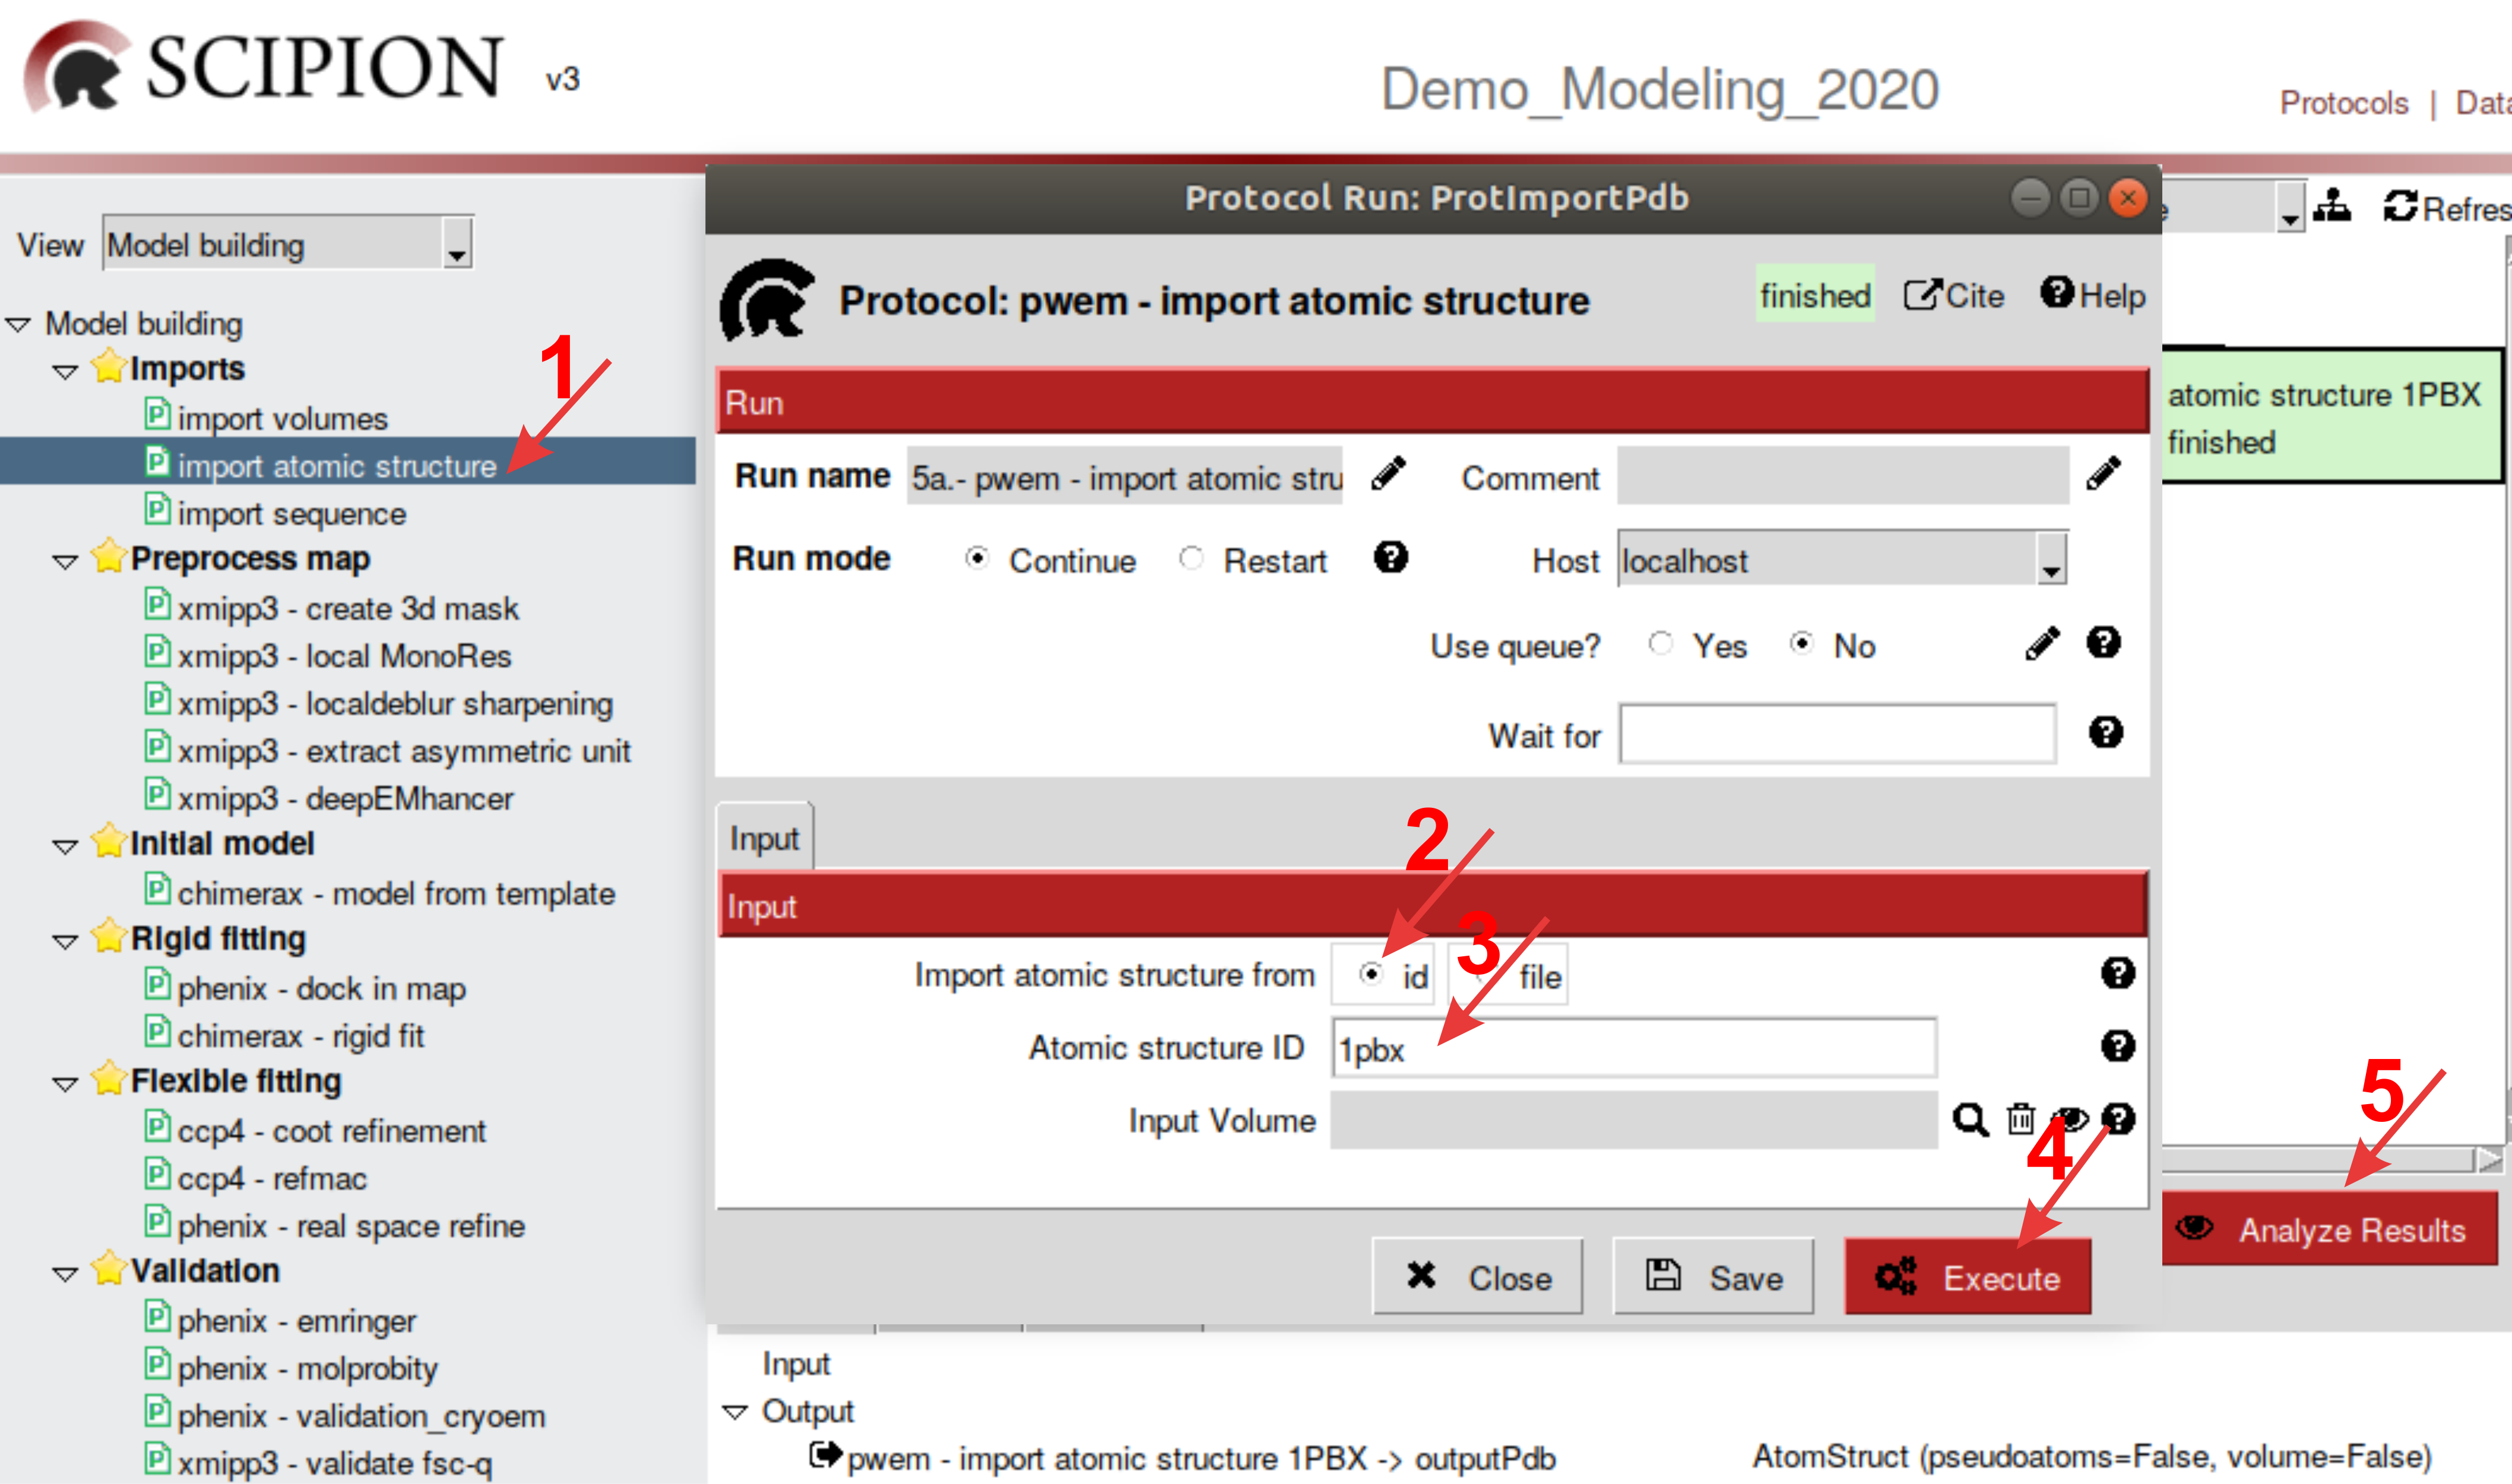 SCIPION v3
Demo_Modeling_2020
Protocols | Data
View Model building
Model building
Imports
import volumes
import atomic structure
import sequence
Preprocess map
xmipp3 - create 3d mask
xmipp3 - local MonoRes
xmipp3 - localdeblur sharpening
xmipp3 - extract asymmetric unit
xmipp3 - deepEMhancer
Initial model
chimerax - model from template
Rigid fitting
phenix - dock in map
chimerax - rigid fit
Flexible fitting
ccp4 - coot refinement
ccp4 - refmac
phenix - real space refine
Validation
phenix - emringer
phenix - molprobity
phenix - validation_cryoem
xmipp3 - validate fsc-q
1
Protocol Run: ProtImportPdb
Protocol: pwem - import atomic structure
finished Cite Help
Run
Run name 5a.- pwem - import atomic stru Comment
Run mode Continue Restart Host localhost
Use queue? Yes No
Wait for
Input
2
Input
3
Import atomic structure from id file
Atomic structure ID 1pbx
Input Volume
4
Close Save Execute
Refres
atomic structure 1PBX
finished
5
Analyze Results
Input
Output
pwem - import atomic structure 1PBX -> outputPdb AtomStruct (pseudoatoms=False, volume=False)